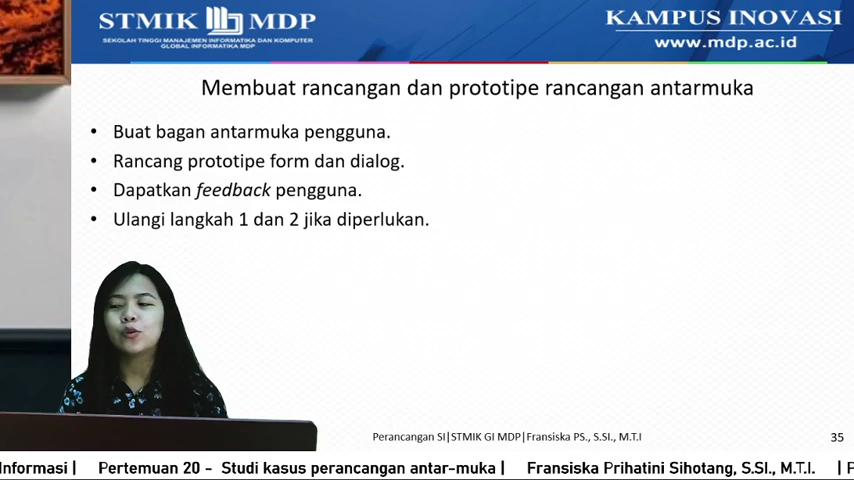 STMIK MDP
SEKOLAH TINGGI MANAJEMEN INFORMATIKA DAN KOMPUTER
GLOBAL INFORMATIKA MDP
KAMPUS INOVASI
www.mdp.ac.id
Membuat rancangan dan prototipe rancangan antarmuka
• Buat bagan antarmuka pengguna.
• Rancang prototipe form dan dialog.
• Dapatkan feedback pengguna.
• Ulangi langkah 1 dan 2 jika diperlukan.
Perancangan SI|STMIK GI MDP|Fransiska PS., S.SI., M.T.I
35
Informasi | Pertemuan 20 - Studi kasus perancangan antar-muka | Fransiska Prihatini Sihotang, S.SI., M.T.I. | P